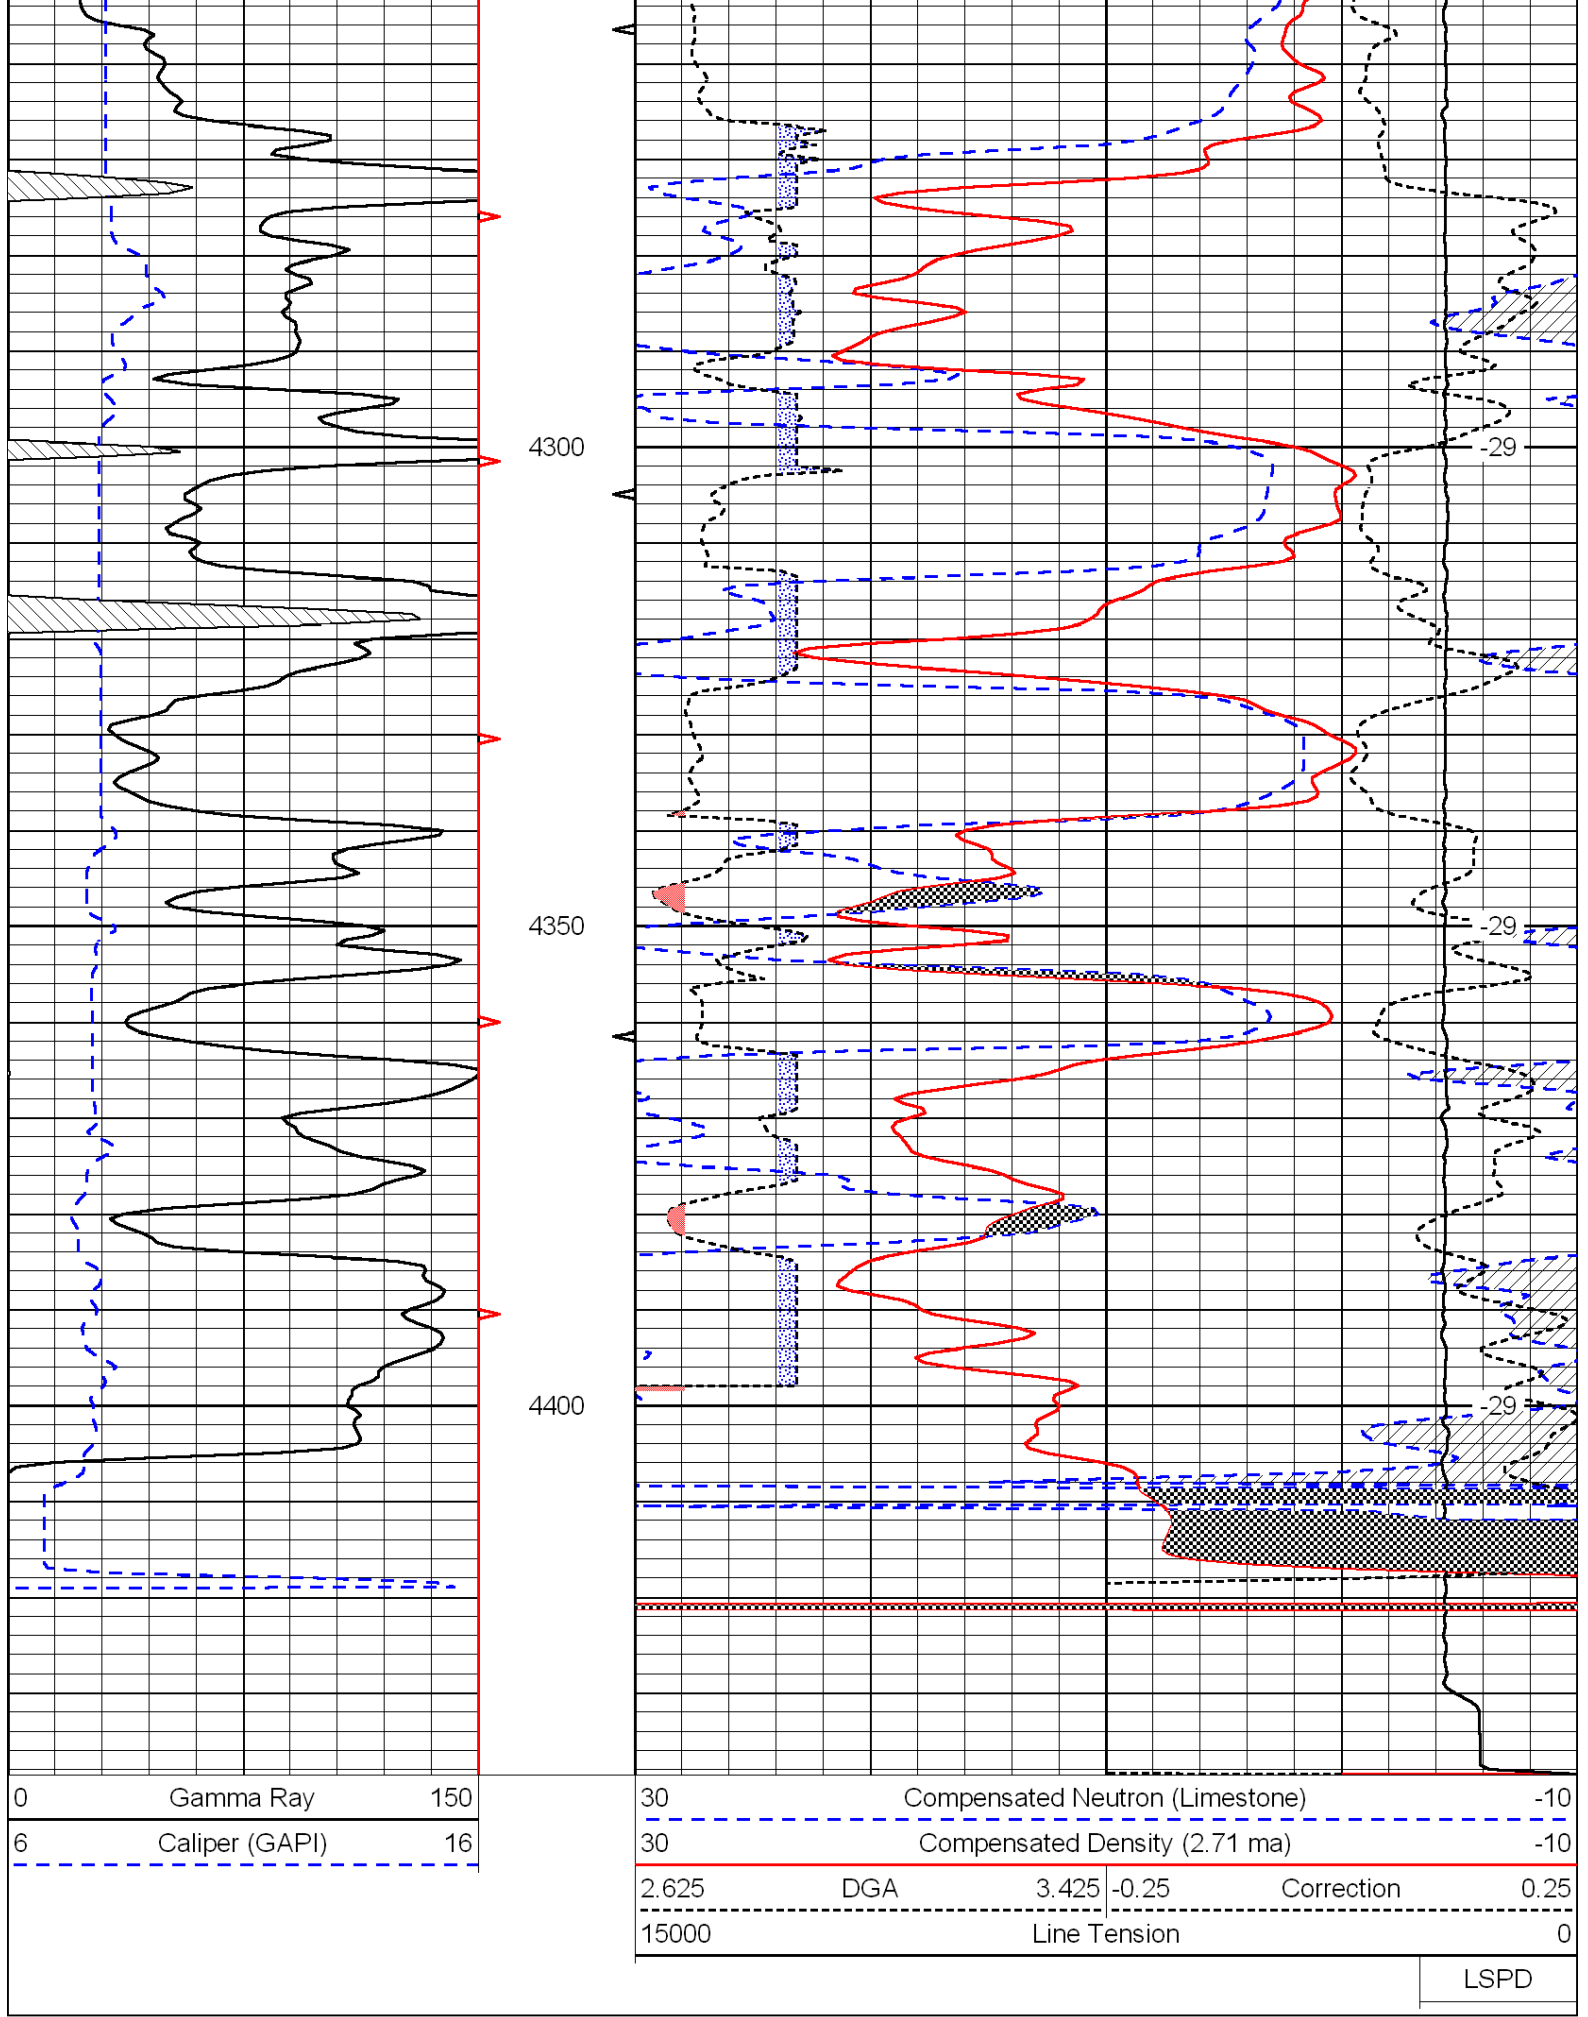 4300 -29
4350 -29
4400 -29
0 Gamma Ray 150
30 Compensated Neutron (Limestone) -10
6 Caliper (GAPI) 16
30 Compensated Density (2.71 ma) -10
2.625 DGA 3.425 -0.25 Correction 0.25
15000 Line Tension 0
LSPD